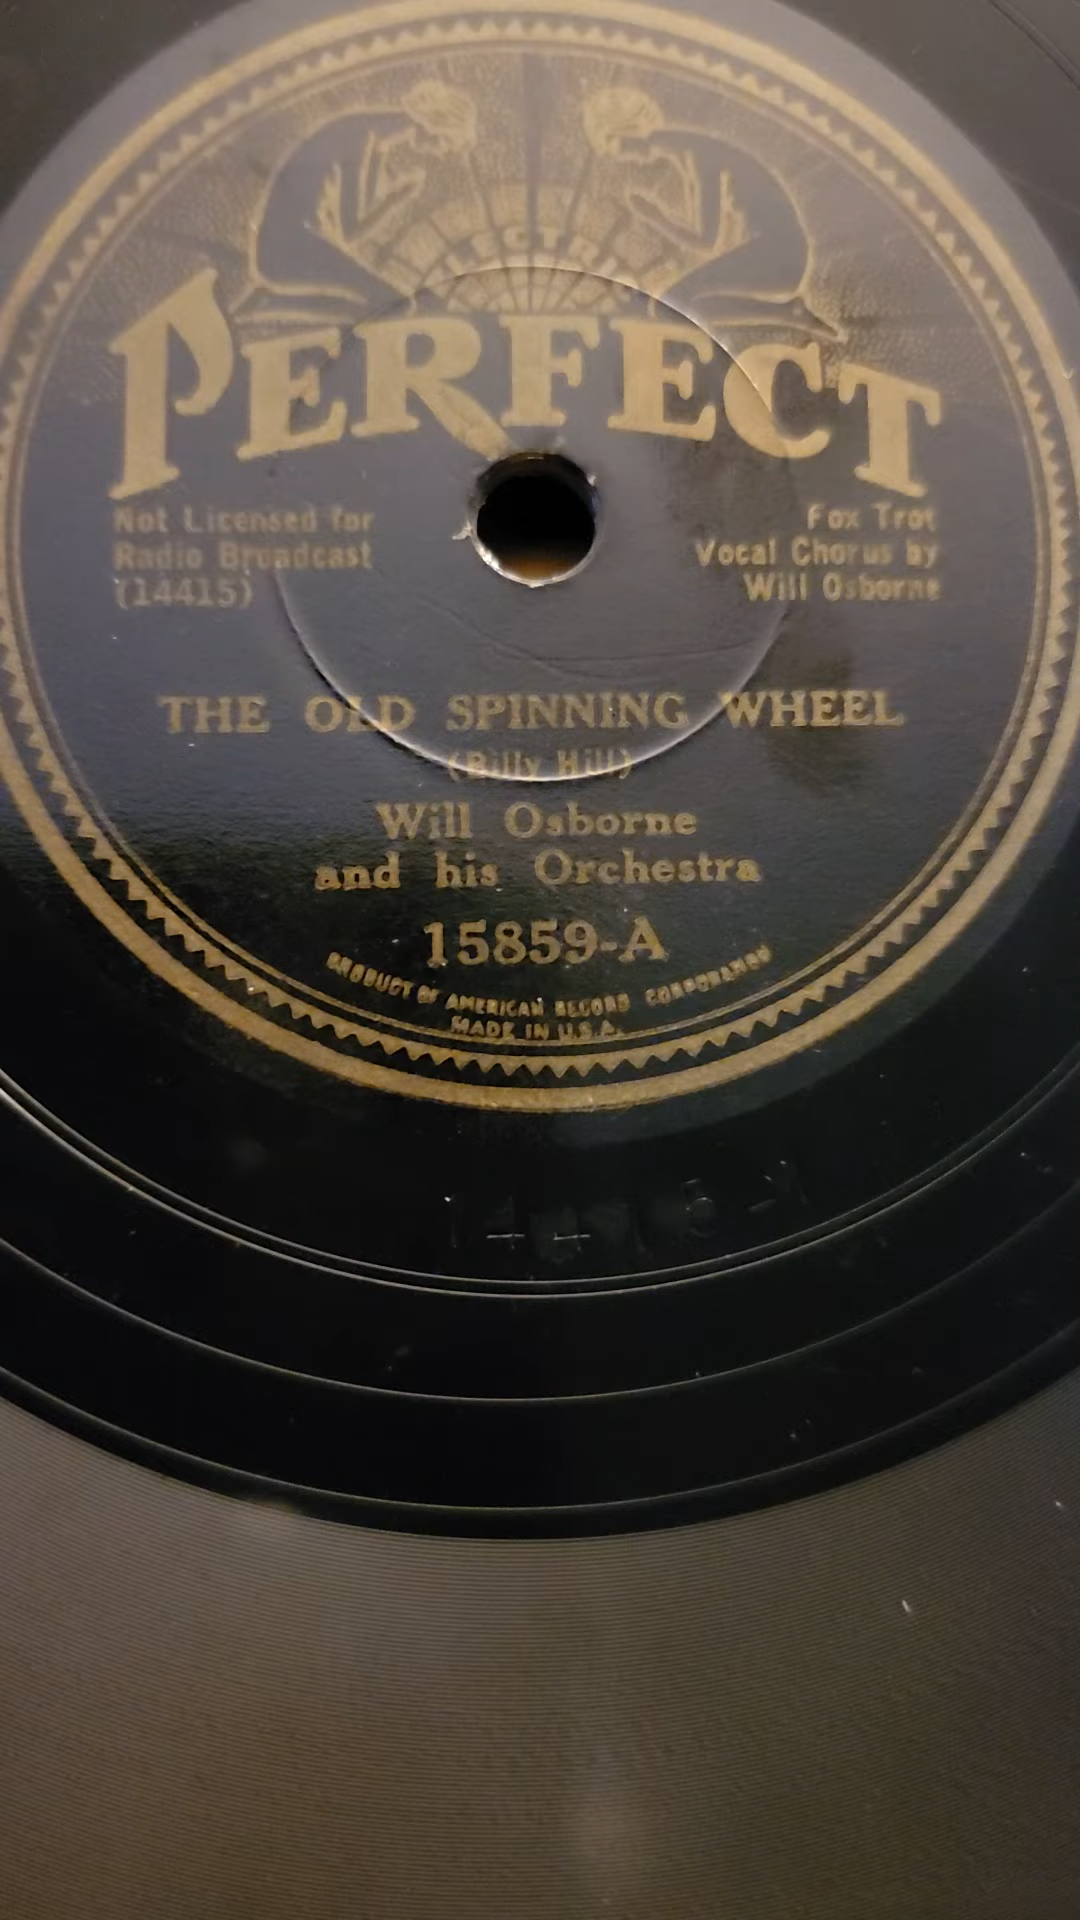 ELECTRIC
PERFECT
Not Licensed for
Radio Broadcast
(14415)
Fox Trot
Vocal Chorus by
Will Osborne
THE OLD SPINNING WHEEL
(Billy Hill)
Will Osborne
and his Orchestra
15859-A
PRODUCT OF AMERICAN RECORD CORPORATION
MADE IN U.S.A.